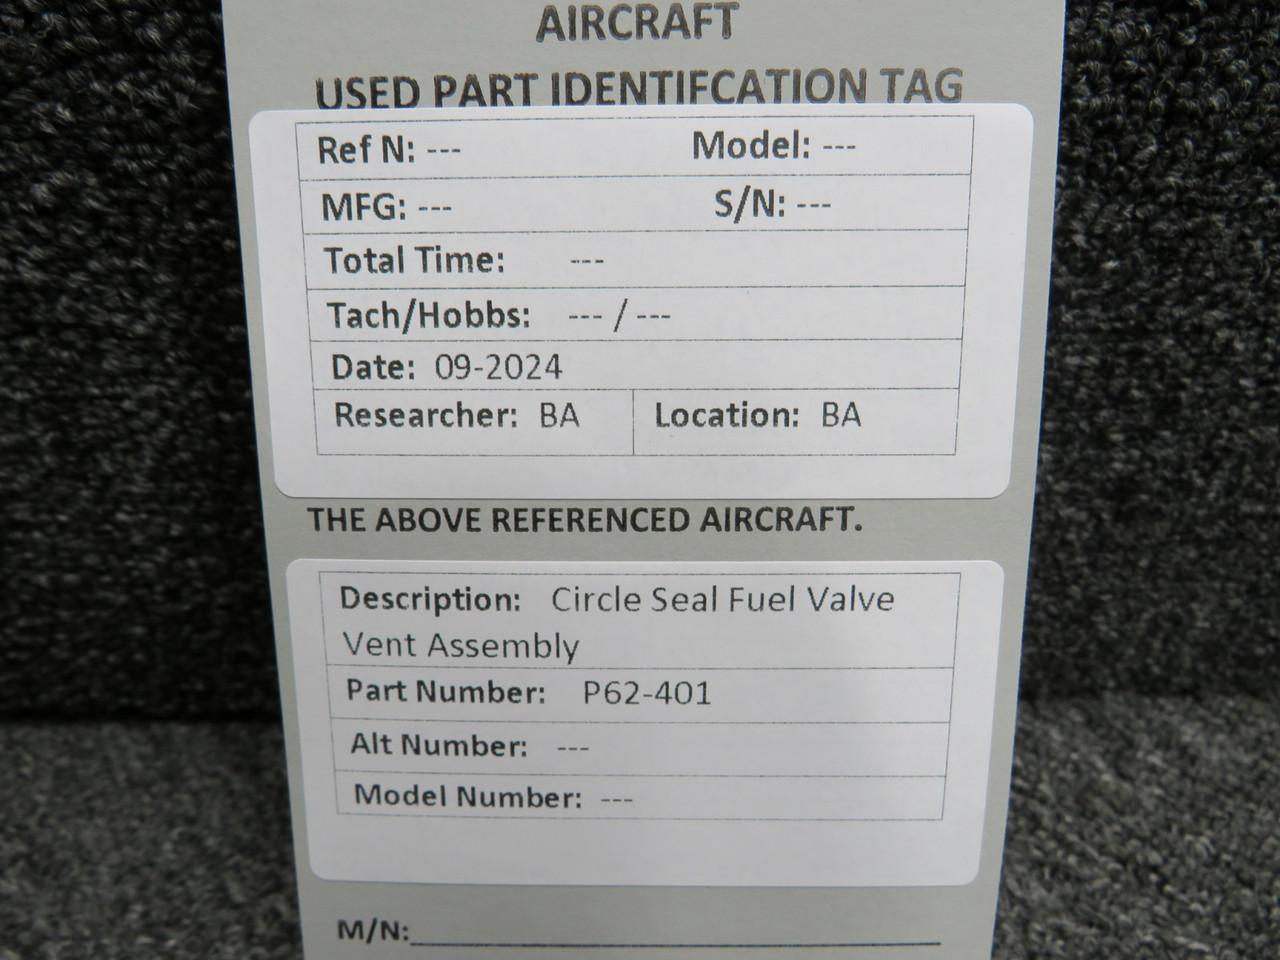 AIRCRAFT
USED PART IDENTIFCATION TAG
Ref N: --- Model: ---
MFG: --- S/N: ---
Total Time: ---
Tach/Hobbs: --- / ---
Date: 09-2024
Researcher: BA Location: BA
THE ABOVE REFERENCED AIRCRAFT.
Description: Circle Seal Fuel Valve
Vent Assembly
Part Number: P62-401
Alt Number: ---
Model Number: ---
M/N: